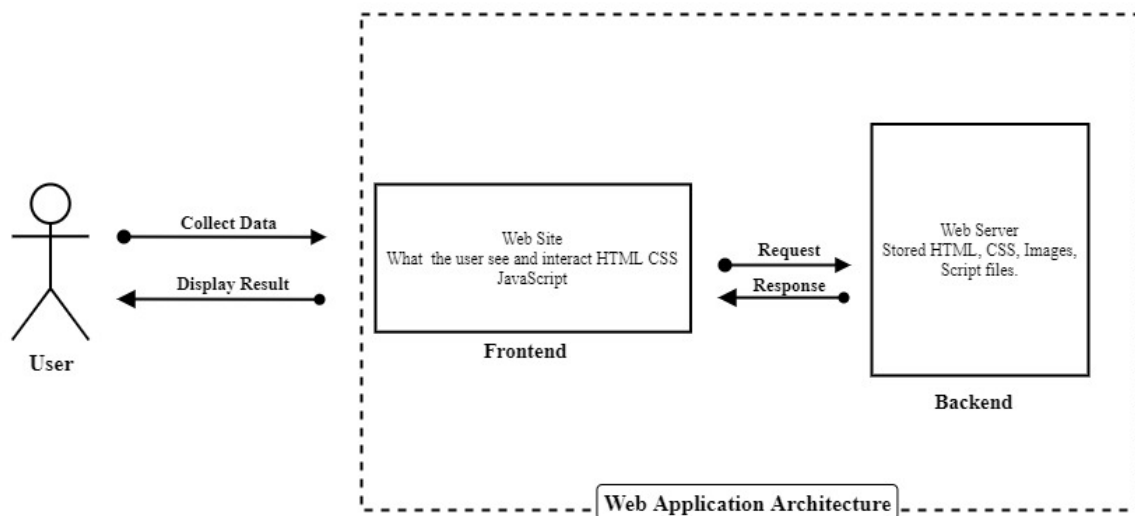 Collect Data
Display Result
User
Web Site
What  the user see and interact HTML CSS
JavaScript
Frontend
Request
Response
Web Server
Stored HTML, CSS, Images,
Script files.
Backend
Web Application Architecture